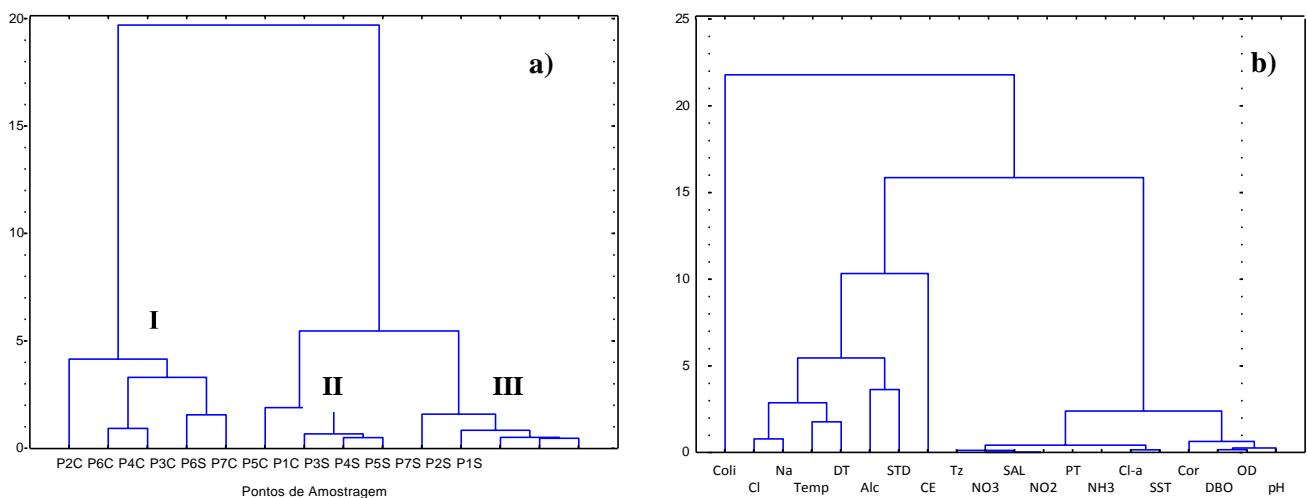 a)
20
15
10
5
0
I
II
III
P2C P6C P4C P3C P6S P7C P5C P1C P3S P4S P5S P7S P2S P1S
Pontos de Amostragem
b)
25
20
15
10
5
0
Coli Na DT STD Tz SAL PT Cl-a Cor OD
Cl Temp Alc CE NO3 NO2 NH3 SST DBO pH